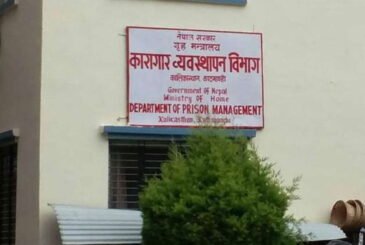 नेपाल सरकार
गृह मन्त्रालय
कारागार व्यवस्थापन विभाग
कालिकास्थान, काठमाण्डौ
Government of Nepal
Ministry of Home
DEPARTMENT OF PRISON MANAGEMENT
Kalikasthan, Kathmandu